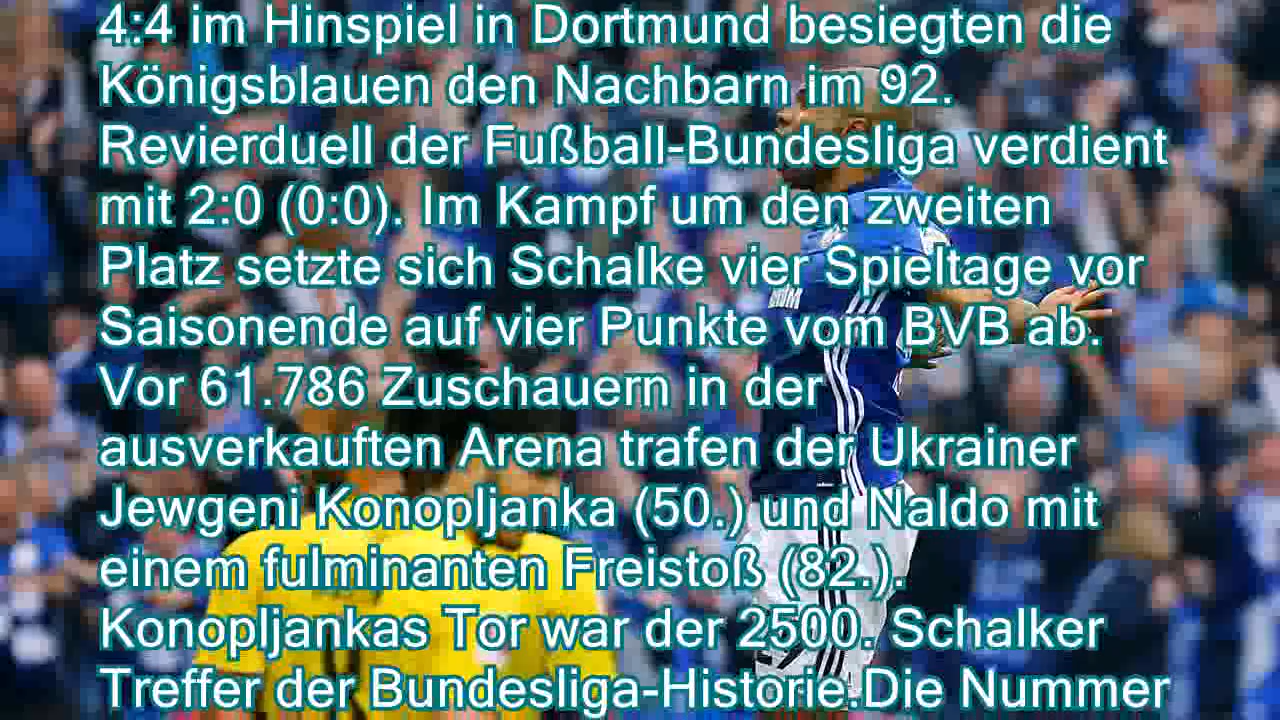 4:4 im Hinspiel in Dortmund besiegten die
Königsblauen den Nachbarn im 92.
Revierduell der Fußball-Bundesliga verdient
mit 2:0 (0:0). Im Kampf um den zweiten
Platz setzte sich Schalke vier Spieltage vor
Saisonende auf vier Punkte vom BVB ab.
Vor 61.786 Zuschauern in der
ausverkauften Arena trafen der Ukrainer
Jewgeni Konopljanka (50.) und Naldo mit
einem fulminanten Freistoß (82.).
Konopljankas Tor war der 2500. Schalker
Treffer der Bundesliga-Historie.Die Nummer